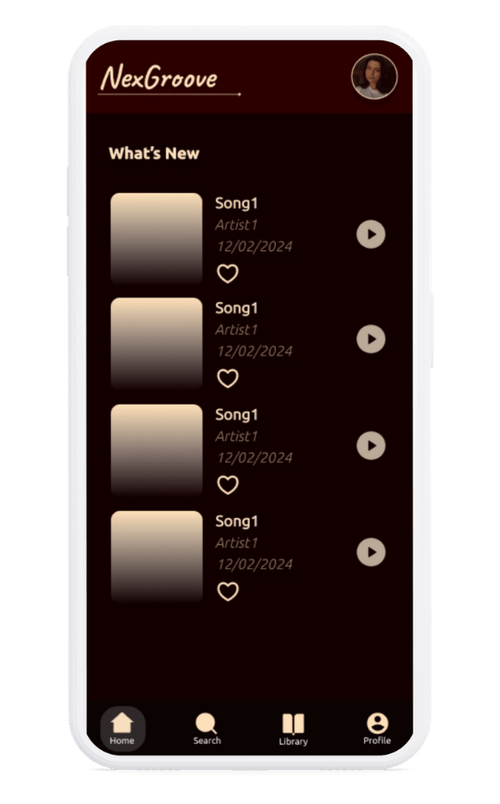 NexGroove
What's New
Song1
Artist1
12/02/2024
Song1
Artist1
12/02/2024
Song1
Artist1
12/02/2024
Song1
Artist1
12/02/2024
Home
Search
Library
Profile